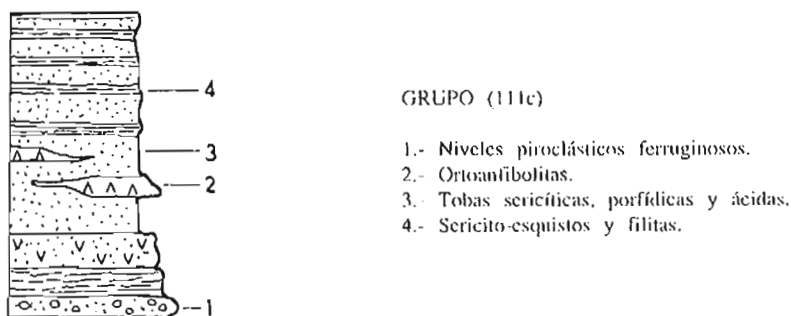 4
3
2
1
GRUPO (111c)
1.- Niveles piroclásticos ferruginosos.
2.- Ortoanfibolitas.
3.- Tobas sericíticas, porfídicas y ácidas.
4.- Sericito-esquistos y filitas.